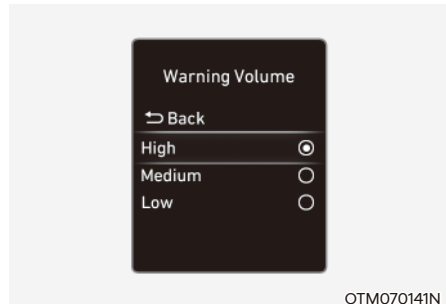 Warning Volume
Back
High
Medium
Low
OTM070141N